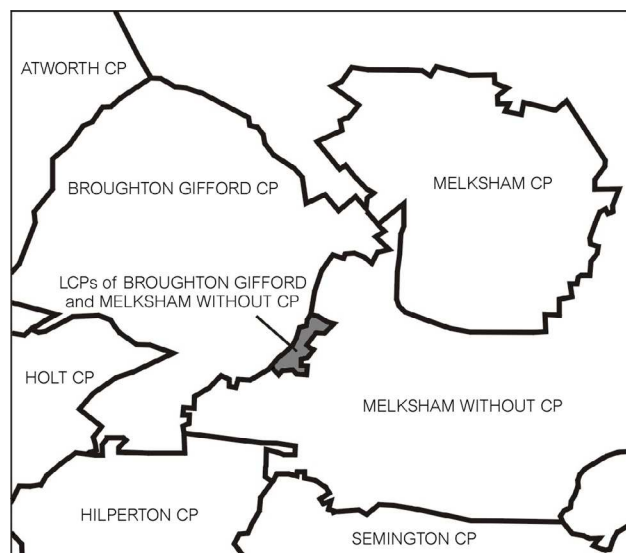 ATWORTH CP
BROUGHTON GIFFORD CP
MELKSHAM CP
LCPs of BROUGHTON GIFFORD
and MELKSHAM WITHOUT CP
HOLT CP
MELKSHAM WITHOUT CP
HILPERTON CP
SEMINGTON CP